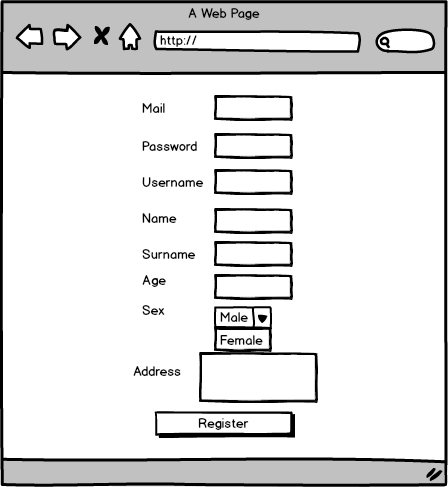 A Web Page
http://
Mail
Password
Username
Name
Surname
Age
Sex
Male
Female
Address
Register